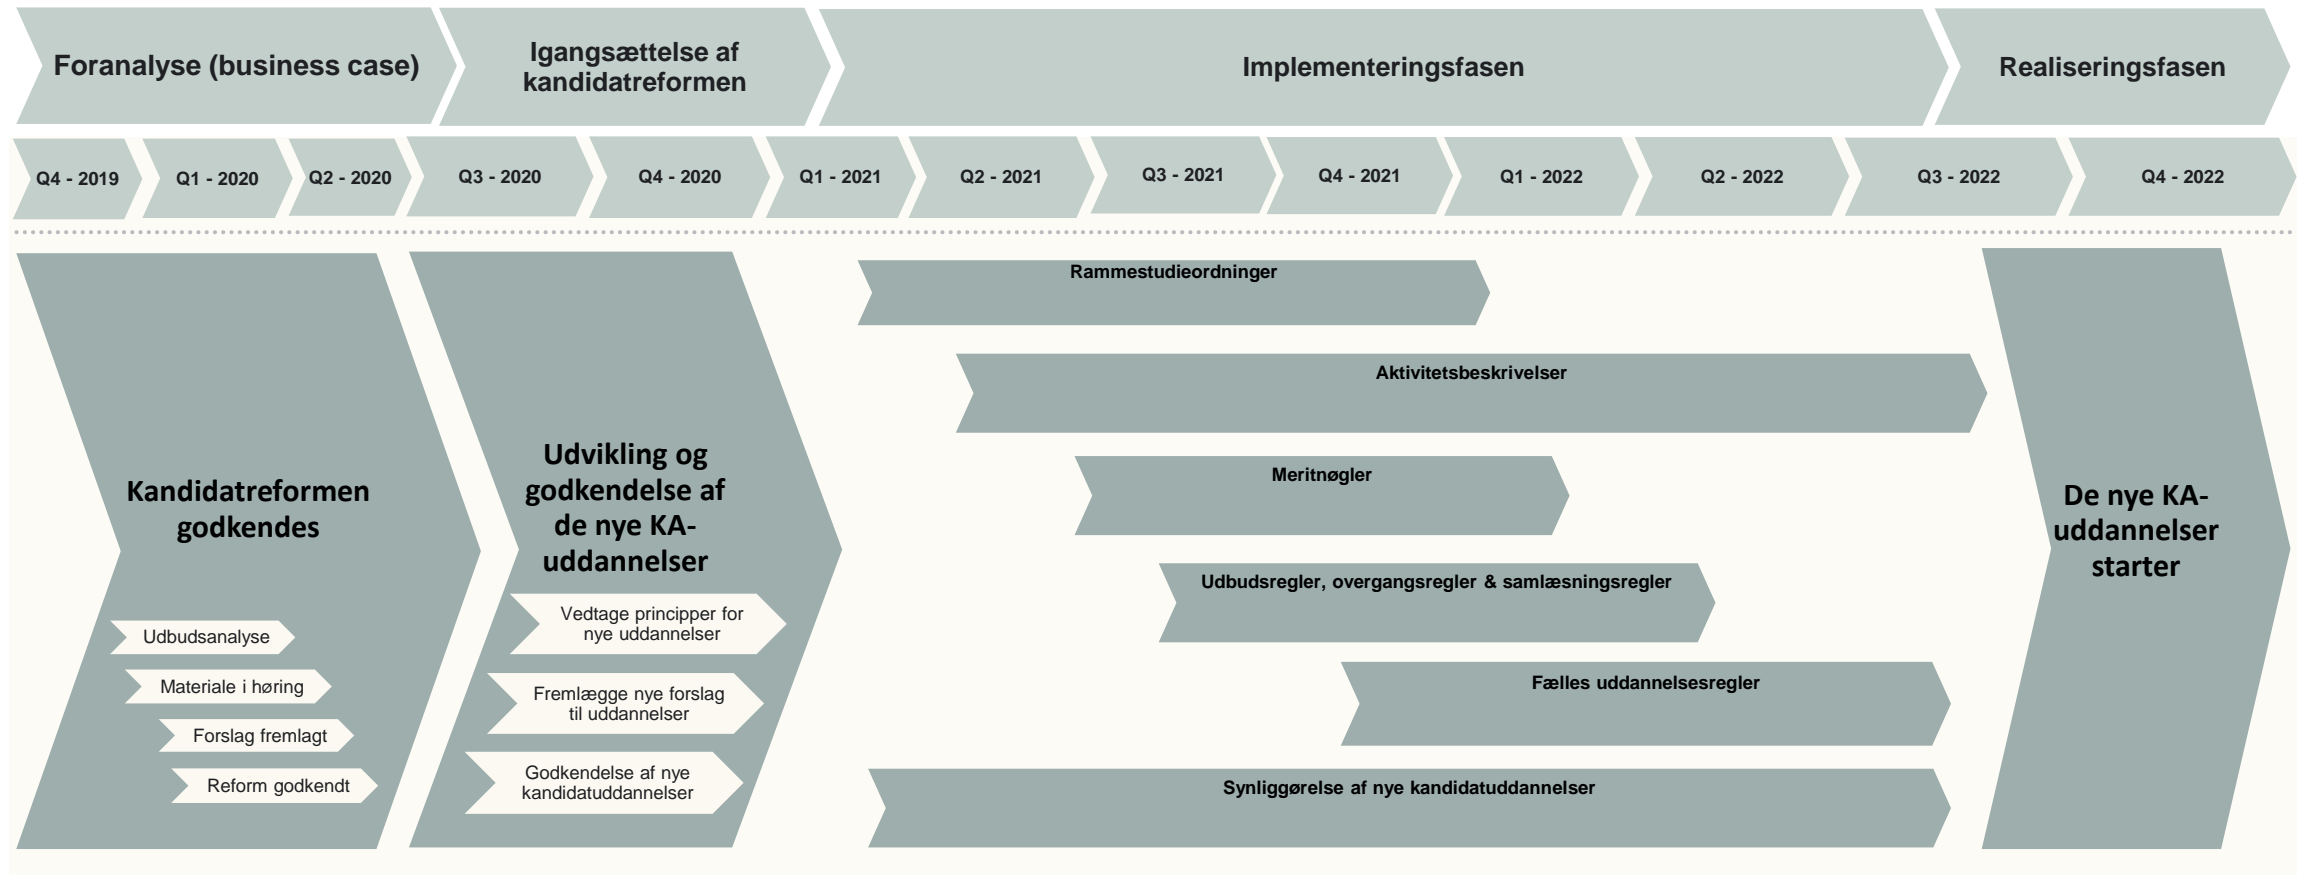 Foranalyse (business case)
Igangsættelse af
kandidatreformen
Implementeringsfasen
Realiseringsfasen
Q4 - 2019
Q1 - 2020
Q2 - 2020
Q3 - 2020
Q4 - 2020
Q1 - 2021
Q2 - 2021
Q3 - 2021
Q4 - 2021
Q1 - 2022
Q2 - 2022
Q3 - 2022
Q4 - 2022
Kandidatreformen
godkendes
Udbudsanalyse
Materiale i høring
Forslag fremlagt
Reform godkendt
Udvikling og
godkendelse af
de nye KA-
uddannelser
Vedtage principper for
nye uddannelser
Fremlægge nye forslag
til uddannelser
Godkendelse af nye
kandidatuddannelser
Rammestudieordninger
Aktivitetsbeskrivelser
Meritnøgler
Udbudsregler, overgangsregler & samlæsningsregler
Fælles uddannelsesregler
Synliggørelse af nye kandidatuddannelser
De nye KA-
uddannelser
starter